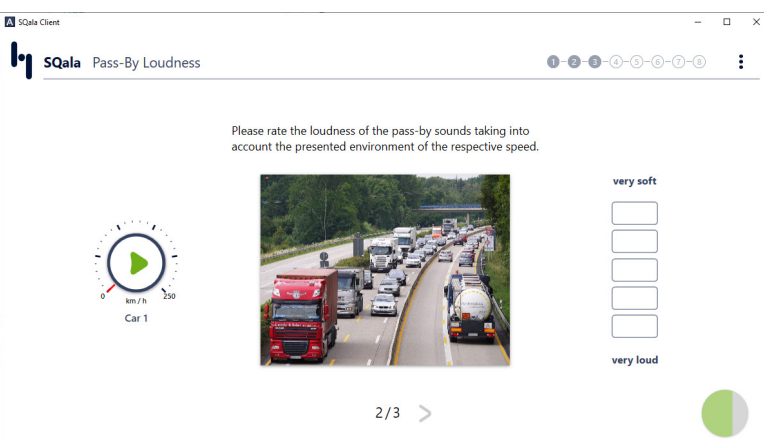 A SQala Client
SQala Pass-By Loudness
1 2 3 4 5 6 7 8
Please rate the loudness of the pass-by sounds taking into
account the presented environment of the respective speed.
very soft
0 km / h 250
Car 1
very loud
2/3